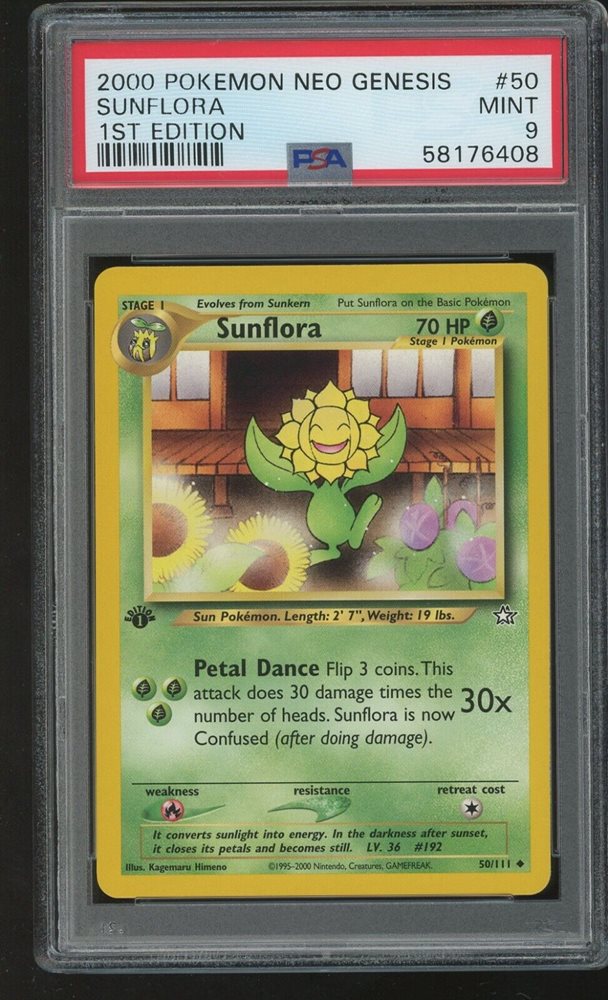 2000 POKEMON NEO GENESIS #50
SUNFLORA MINT
1ST EDITION 9
PSA 58176408
STAGE 1 Evolves from Sunkern Put Sunflora on the Basic Pokémon
Sunflora 70 HP
Stage 1 Pokémon
EDITION
1
Sun Pokémon. Length: 2' 7", Weight: 19 lbs.
Petal Dance Flip 3 coins. This
attack does 30 damage times the
number of heads. Sunflora is now
Confused (after doing damage).
30x
weakness resistance retreat cost
It converts sunlight into energy. In the darkness after sunset,
it closes its petals and becomes still. LV. 36 #192
Illus. Kagemaru Himeno ©1995-2000 Nintendo, Creatures, GAMEFREAK. 50/111